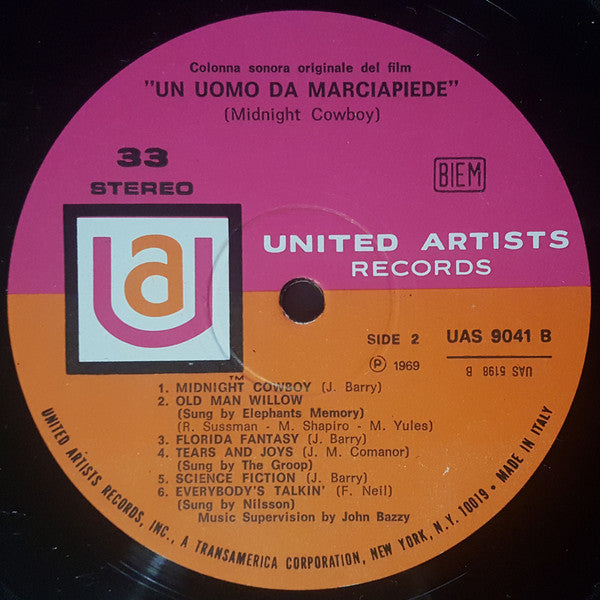 Colonna sonora originale del film
"UN UOMO DA MARCIAPIEDE"
(Midnight Cowboy)
33
STEREO
BIEM
ua
UNITED ARTISTS
RECORDS
SIDE 2
UAS 9041 B
℗ 1969
UAS 5198 B
TM
1. MIDNIGHT COWBOY (J. Barry)
2. OLD MAN WILLOW
(Sung by Elephants Memory)
(R. Sussman - M. Shapiro - M. Yules)
3. FLORIDA FANTASY (J. Barry)
4. TEARS AND JOYS (J. M. Comanor)
(Sung by The Groop)
5. SCIENCE FICTION (J. Barry)
6. EVERYBODY'S TALKIN' (F. Neil)
(Sung by Nilsson)
Music Supervision by John Bazzy
UNITED ARTISTS RECORDS, INC., A TRANSAMERICA CORPORATION, NEW YORK, N.Y. 10019 • MADE IN ITALY